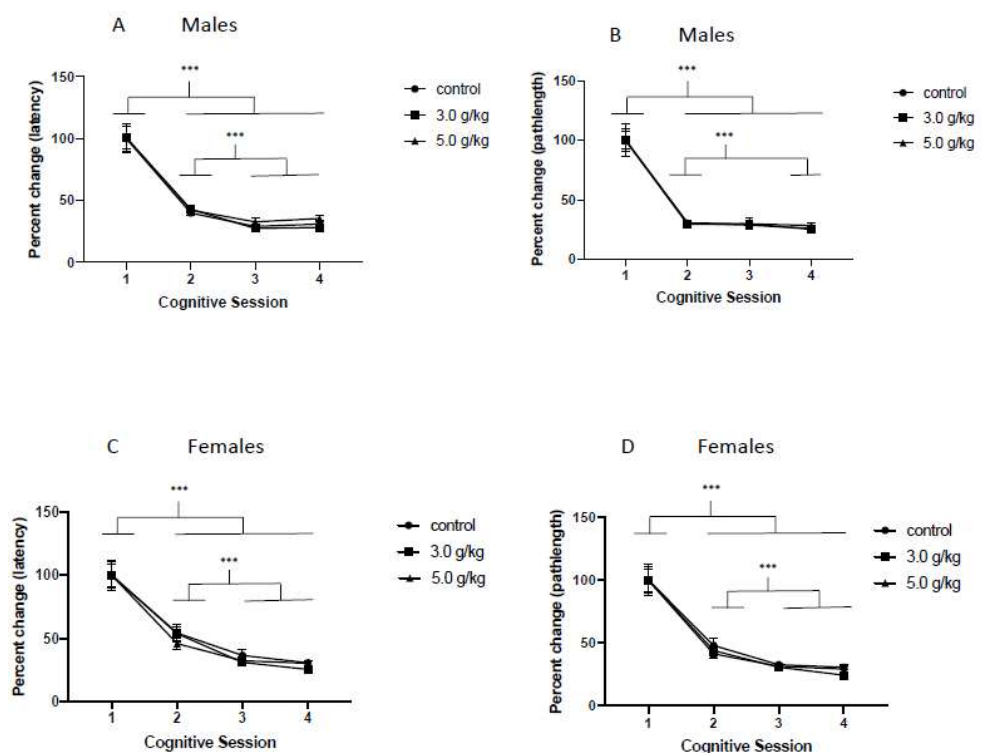 A Males
***
***
150
100
50
0
Percent change (latency)
1 2 3 4
Cognitive Session
control
3.0 g/kg
5.0 g/kg
B Males
***
***
150
100
50
0
Percent change (pathlength)
1 2 3 4
Cognitive Session
control
3.0 g/kg
5.0 g/kg
C Females
***
***
150
100
50
0
Percent change (latency)
1 2 3 4
Cognitive Session
control
3.0 g/kg
5.0 g/kg
D Females
***
***
150
100
50
0
Percent change (pathlength)
1 2 3 4
Cognitive Session
control
3.0 g/kg
5.0 g/kg